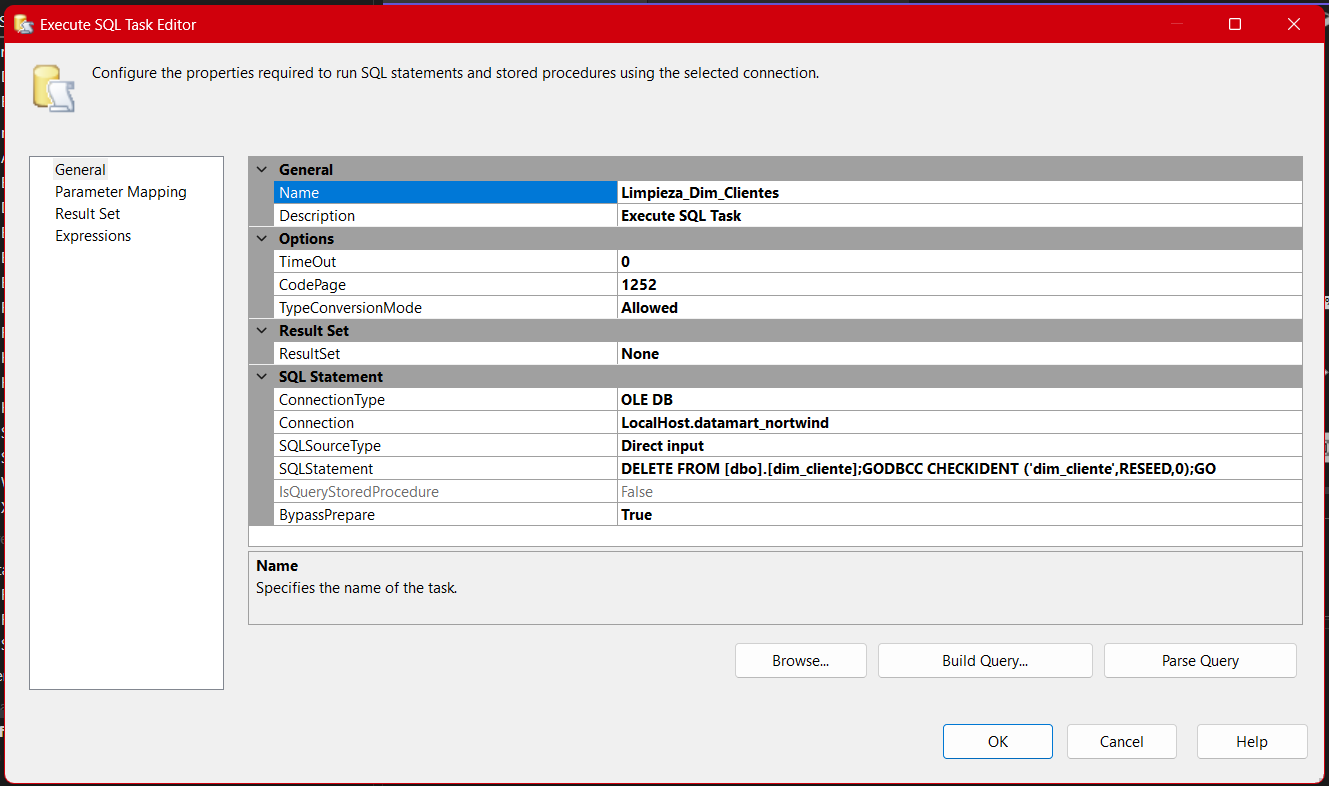 Execute SQL Task Editor
Configure the properties required to run SQL statements and stored procedures using the selected connection.
General
Parameter Mapping
Result Set
Expressions
General
Name Limpieza_Dim_Clientes
Description Execute SQL Task
Options
TimeOut 0
CodePage 1252
TypeConversionMode Allowed
Result Set
ResultSet None
SQL Statement
ConnectionType OLE DB
Connection LocalHost.datamart_nortwind
SQLSourceType Direct input
SQLStatement DELETE FROM [dbo].[dim_cliente];GODBCC CHECKIDENT ('dim_cliente',RESEED,0);GO
IsQueryStoredProcedure False
BypassPrepare True
Name
Specifies the name of the task.
Browse... Build Query... Parse Query
OK Cancel Help